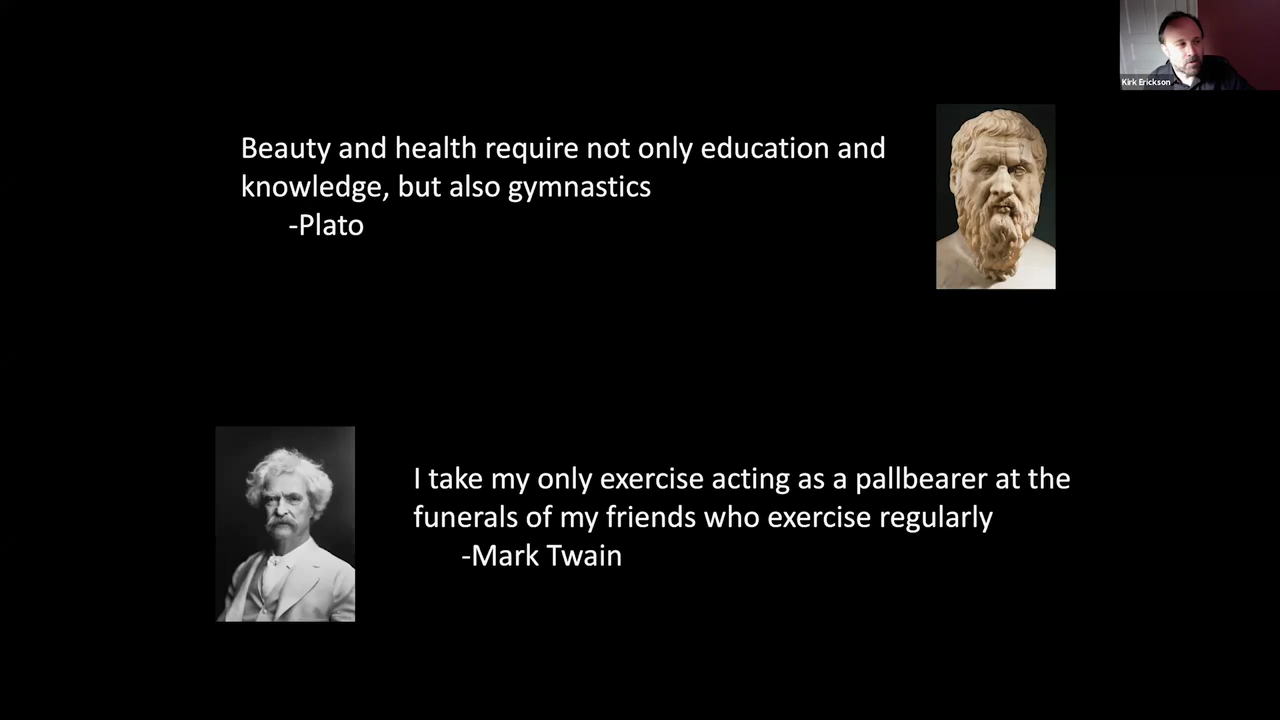 Kirk Erickson
Beauty and health require not only education and
knowledge, but also gymnastics
-Plato
I take my only exercise acting as a pallbearer at the
funerals of my friends who exercise regularly
-Mark Twain